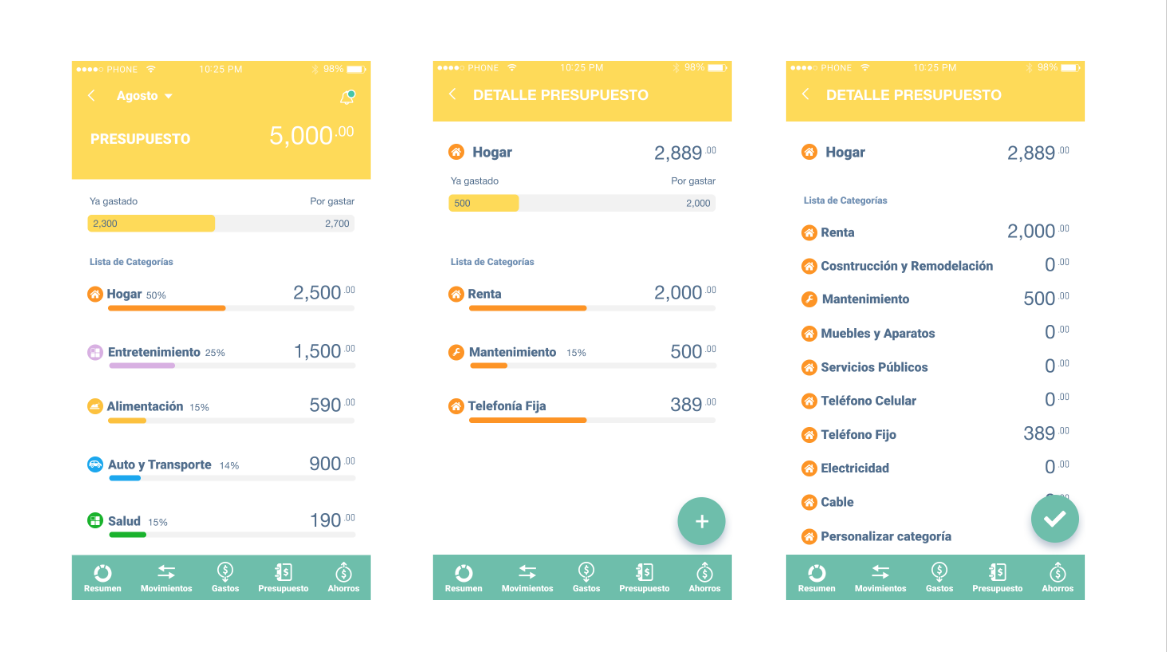 PHONE 10:25 PM 98%
Agosto
PRESUPUESTO 5,000.00
Ya gastado Por gastar
2,300 2,700
Lista de Categorías
Hogar 50% 2,500.00
Entretenimiento 25% 1,500.00
Alimentación 15% 590.00
Auto y Transporte 14% 900.00
Salud 15% 190.00
Resumen Movimientos Gastos Presupuesto Ahorros
PHONE 10:25 PM 98%
DETALLE PRESUPUESTO
Hogar 2,889.00
Ya gastado Por gastar
500 2,000
Lista de Categorías
Renta 2,000.00
Mantenimiento 15% 500.00
Telefonía Fija 389.00
+
Resumen Movimientos Gastos Presupuesto Ahorros
PHONE 10:25 PM 98%
DETALLE PRESUPUESTO
Hogar 2,889.00
Lista de Categorías
Renta 2,000.00
Cosntrucción y Remodelación 0.00
Mantenimiento 500.00
Muebles y Aparatos 0.00
Servicios Públicos 0.00
Teléfono Celular 0.00
Teléfono Fijo 389.00
Electricidad 0.00
Cable
Personalizar categoría
Resumen Movimientos Gastos Presupuesto Ahorros